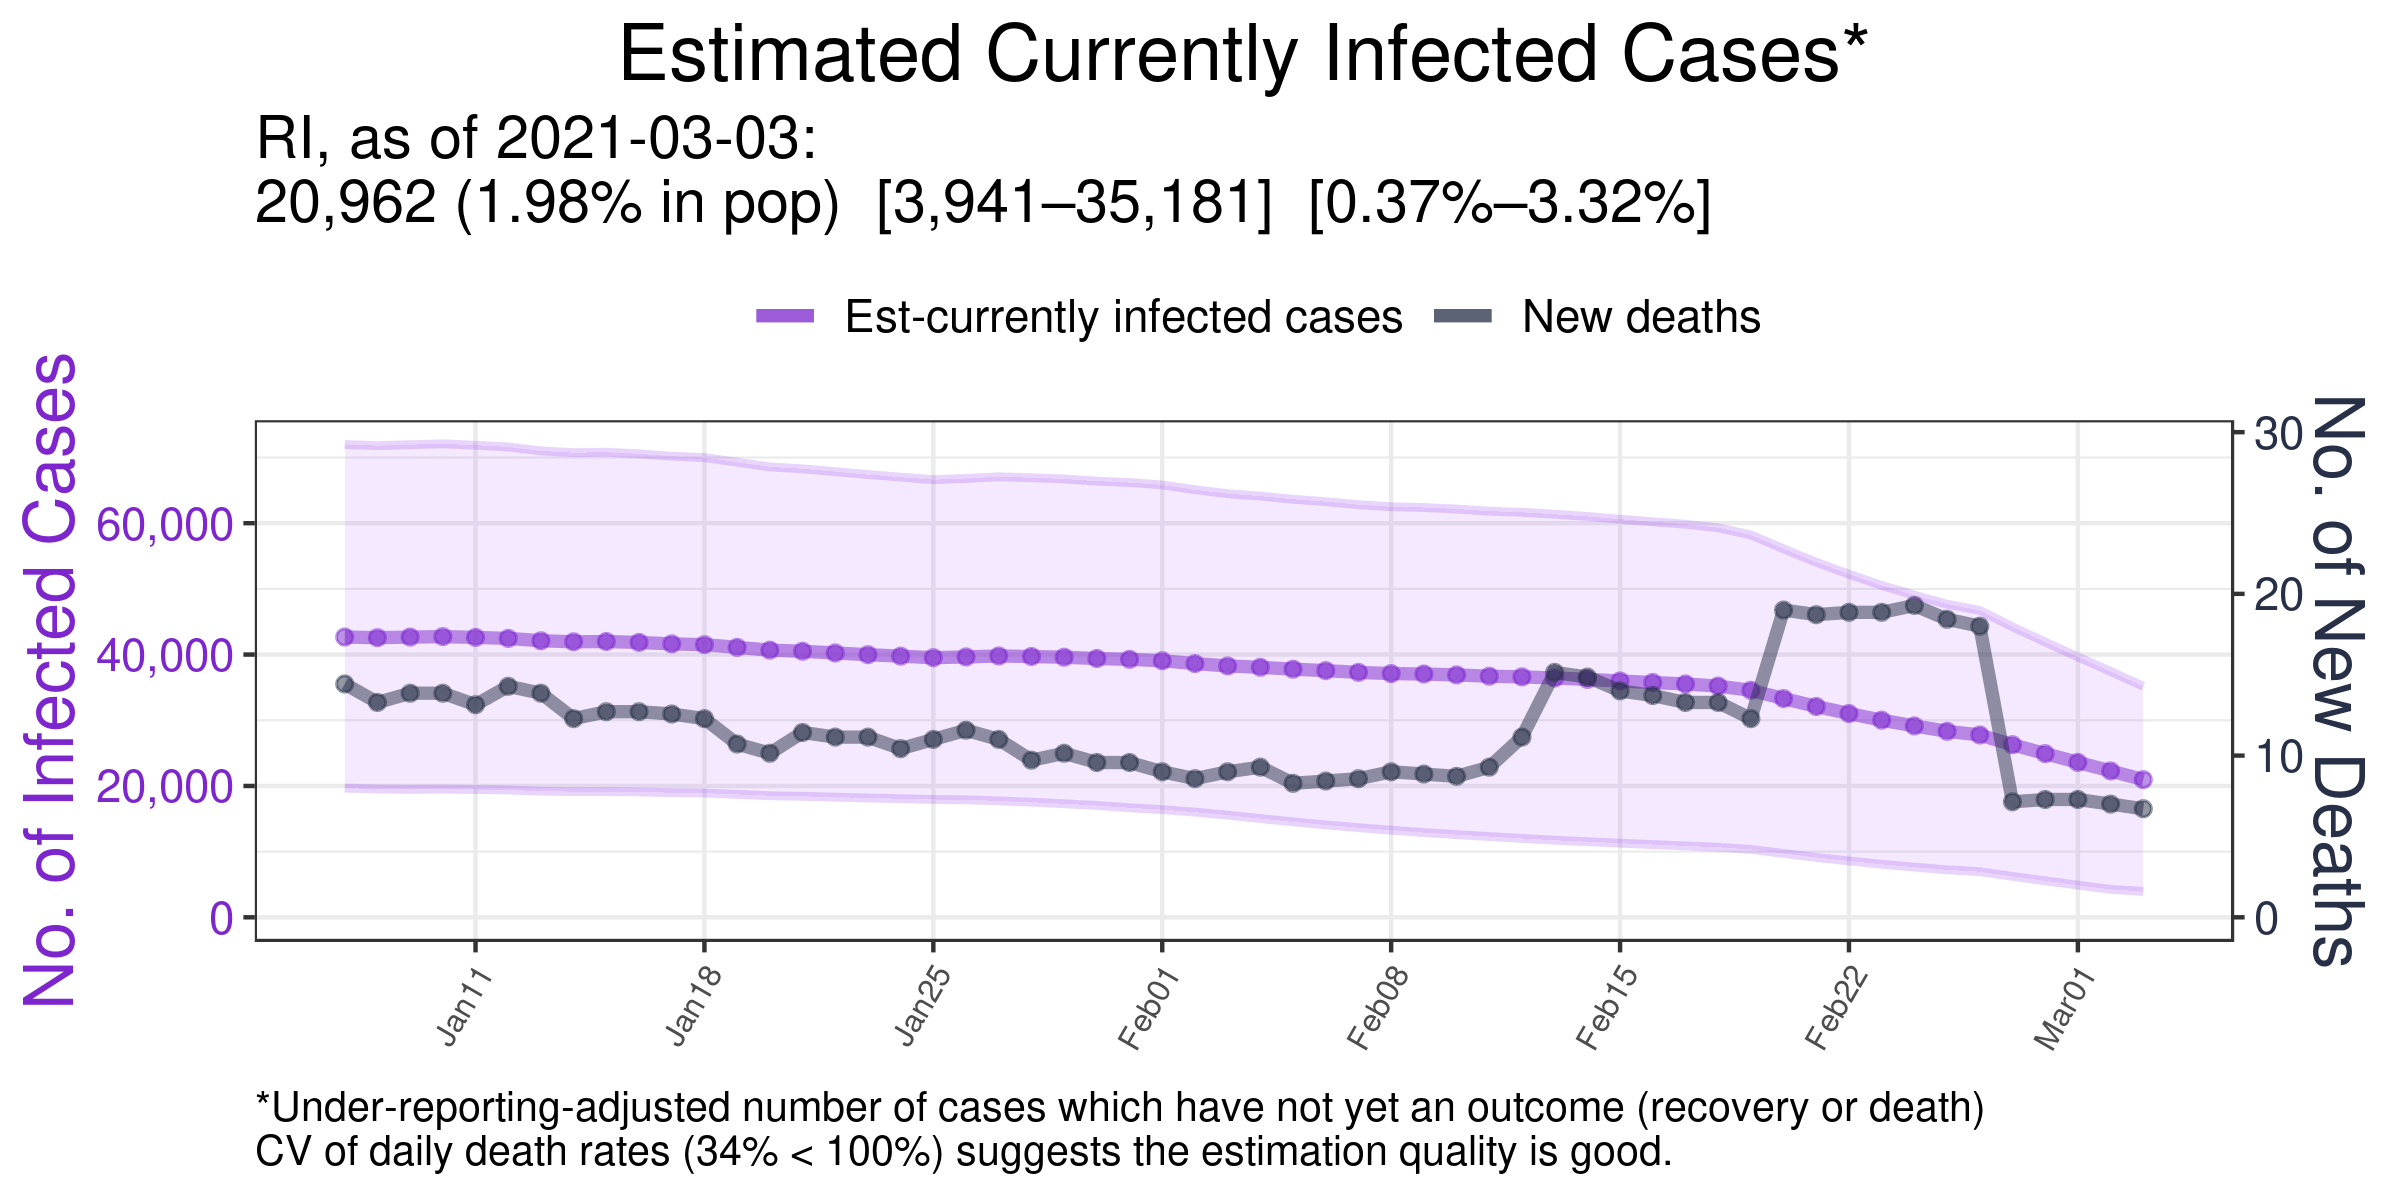 Estimated Currently Infected Cases*
RI, as of 2021-03-03:
20,962 (1.98% in pop)  [3,941–35,181]  [0.37%–3.32%]
Est-currently infected cases
New deaths
No. of Infected Cases
60,000
40,000
20,000
0
30
20
10
0
No. of New Deaths
Jan11
Jan18
Jan25
Feb01
Feb08
Feb15
Feb22
Mar01
*Under-reporting-adjusted number of cases which have not yet an outcome (recovery or death)
CV of daily death rates (34% < 100%) suggests the estimation quality is good.